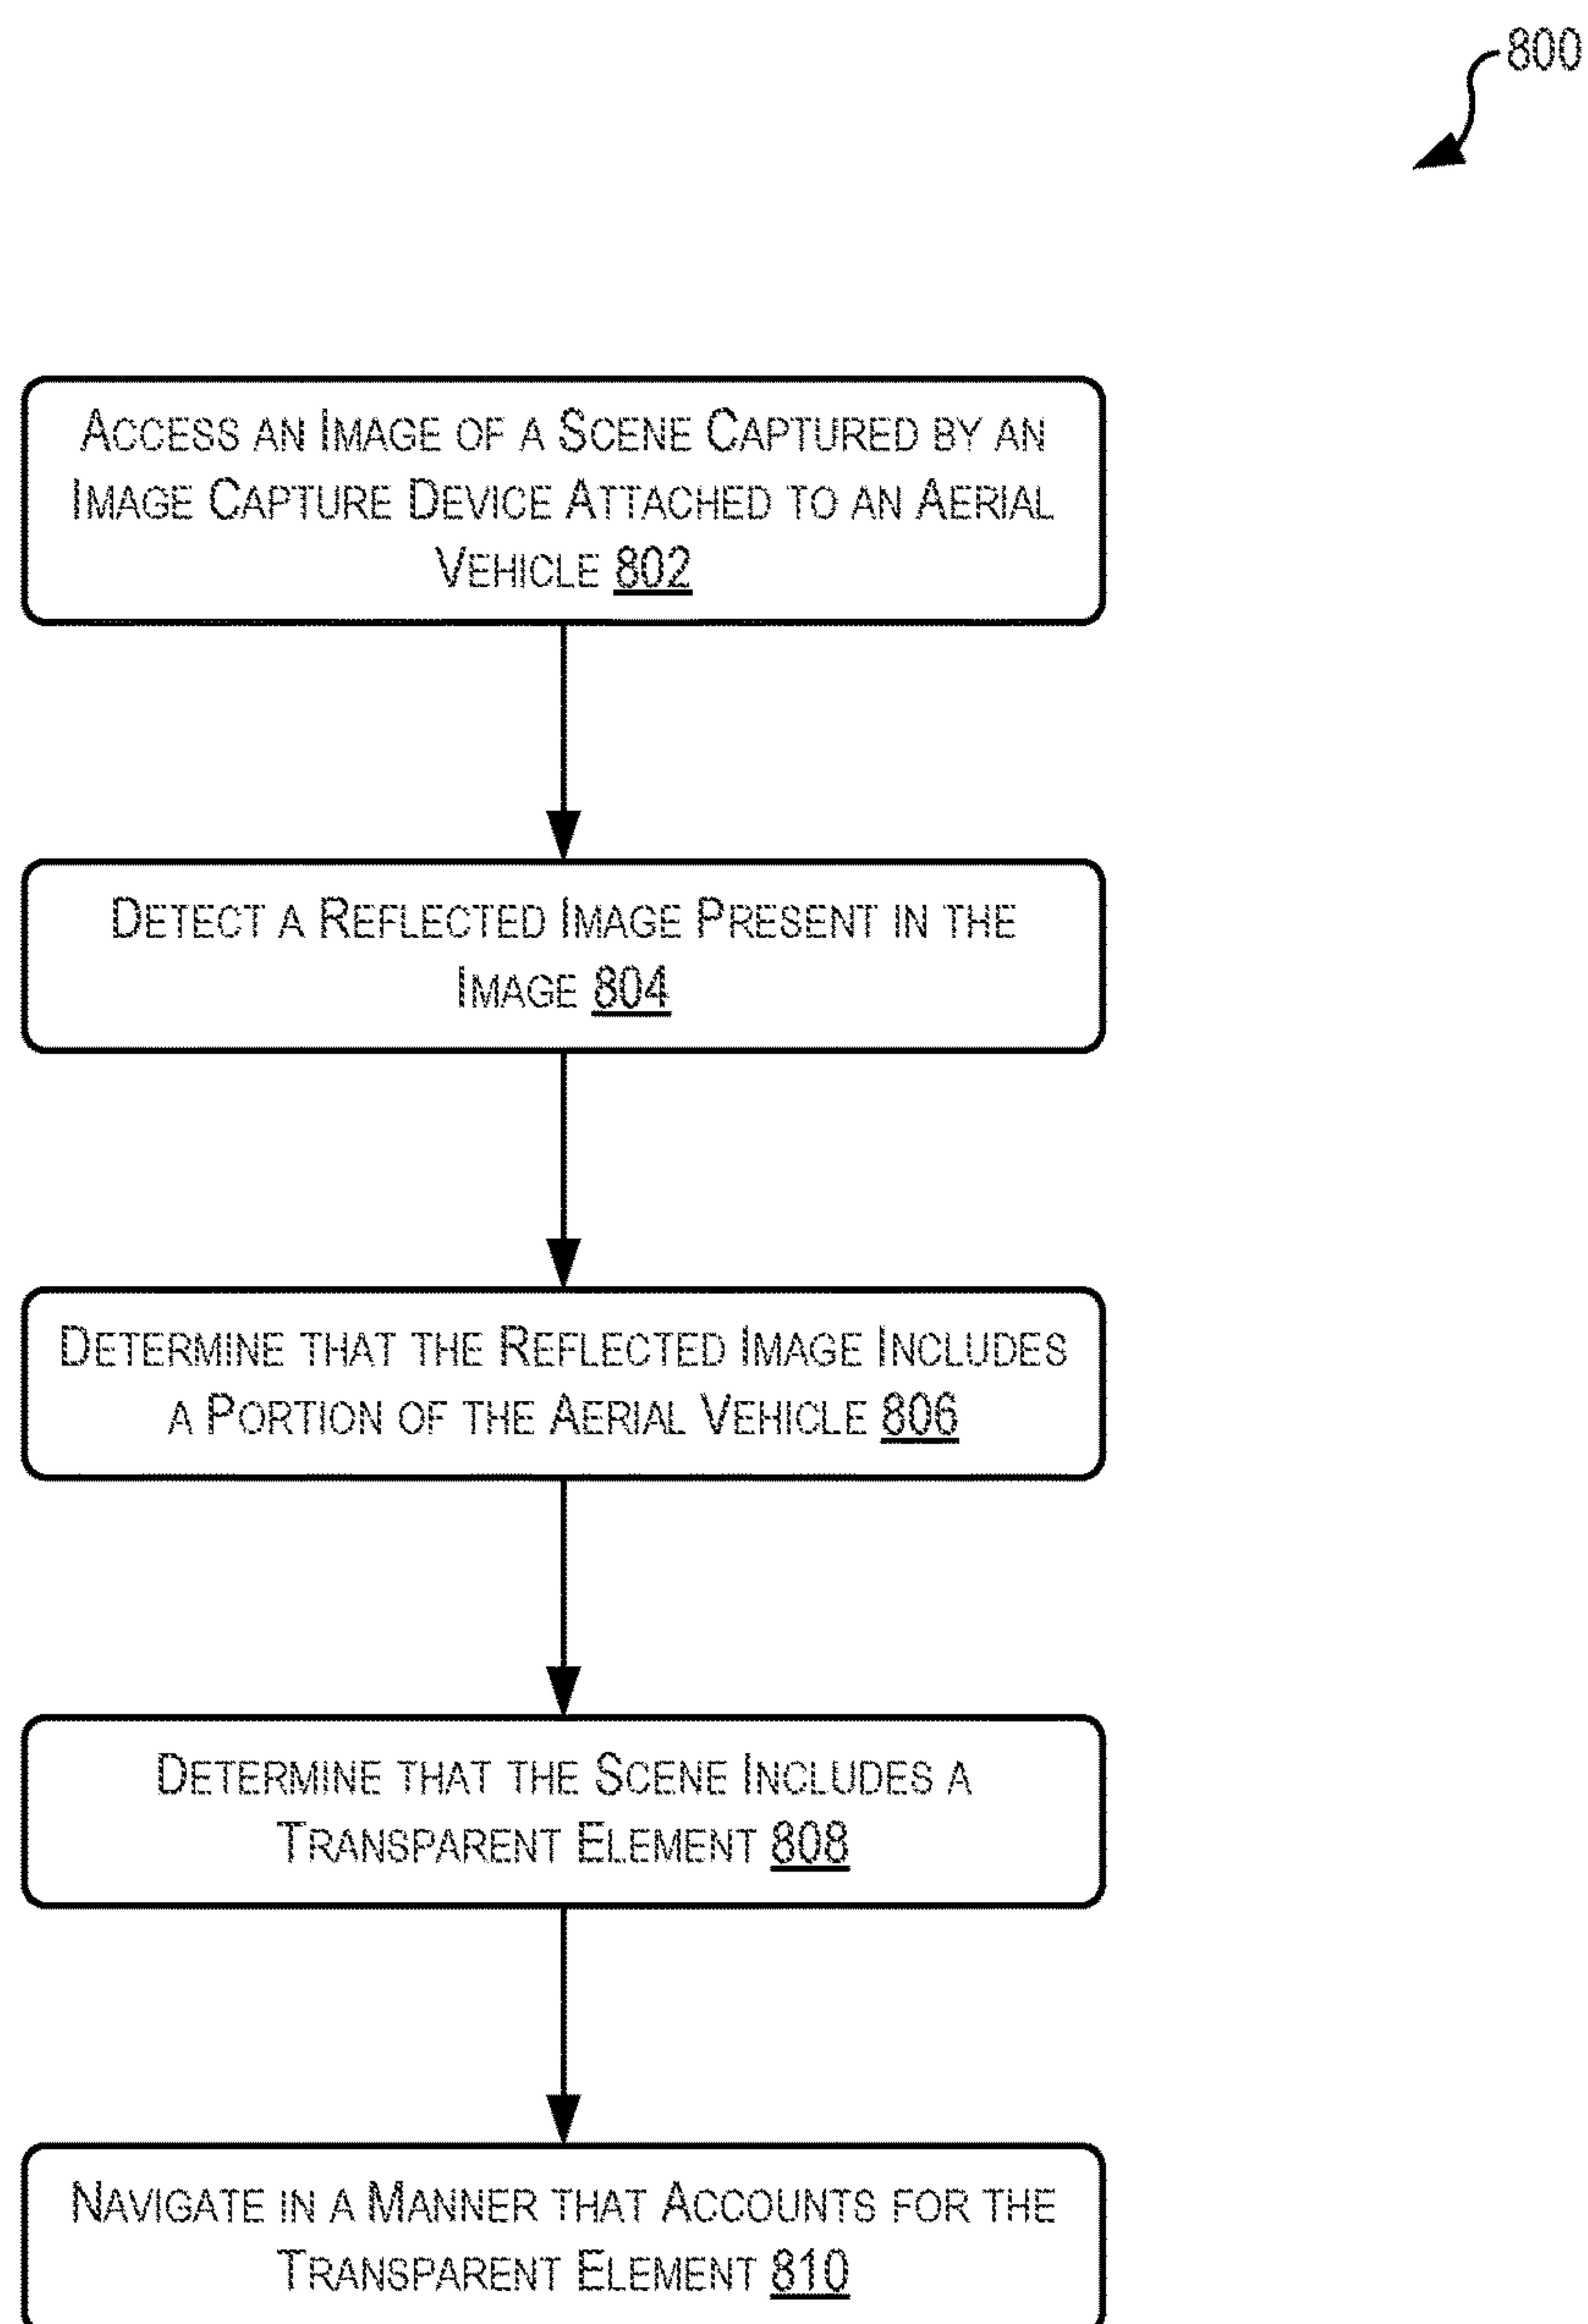 800
Access an Image of a Scene Captured by an
Image Capture Device Attached to an Aerial
Vehicle 802
Detect a Reflected Image Present in the
Image 804
Determine that the Reflected Image Includes
a Portion of the Aerial Vehicle 806
Determine that the Scene Includes a
Transparent Element 808
Navigate in a Manner that Accounts for the
Transparent Element 810